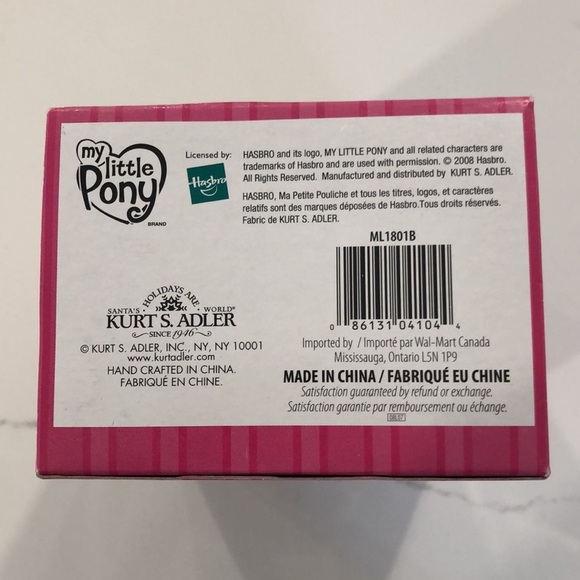 my
little
Pony
BRAND
Licensed by:
Hasbro
HASBRO and its logo, MY LITTLE PONY and all related characters are
trademarks of Hasbro and are used with permission. © 2008 Hasbro.
All Rights Reserved. Manufactured and distributed by KURT S. ADLER.
HASBRO, Ma Petite Pouliche et tous les titres, logos, et caractères
relatifs sont des marques déposées de Hasbro.Tous droits réservés.
Fabric de KURT S. ADLER.
SANTA'S WORLD®
HOLIDAYS ARE
KURT S. ADLER
SINCE 1946
© KURT S. ADLER, INC., NY, NY 10001
www.kurtadler.com
HAND CRAFTED IN CHINA.
FABRIQUÉ EN CHINE.
ML1801B
0 86131 04104 4
Imported by / Importé par Wal-Mart Canada
Mississauga, Ontario L5N 1P9
MADE IN CHINA / FABRIQUÉ EU CHINE
Satisfaction guaranteed by refund or exchange.
Satisfaction garantie par remboursement ou échange.